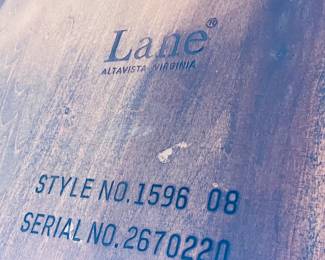 Lane®
ALTAVISTA VIRGINIA
STYLE NO. 1596 08
SERIAL NO. 2670220